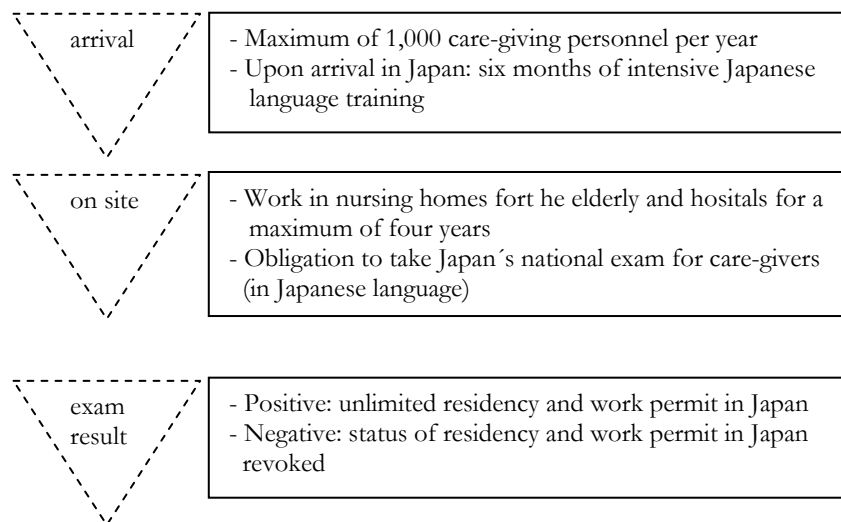 arrival
- Maximum of 1,000 care-giving personnel per year
- Upon arrival in Japan: six months of intensive Japanese
language training
on site
- Work in nursing homes fort he elderly and hositals for a
maximum of four years
- Obligation to take Japan´s national exam for care-givers
(in Japanese language)
exam
result
- Positive: unlimited residency and work permit in Japan
- Negative: status of residency and work permit in Japan
revoked